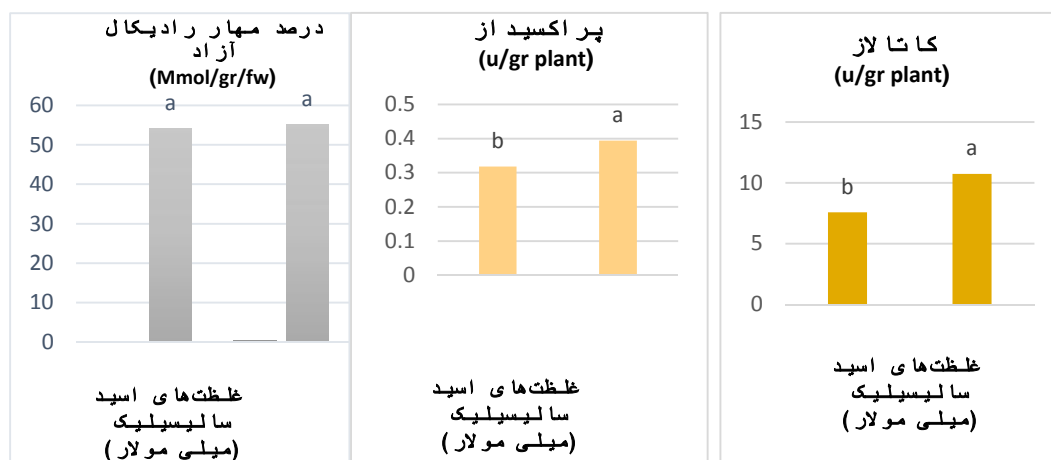 درصد مهار رادیکال
آزاد
(Mmol/gr/fw)
a a
60
50
40
30
20
10
0
غلظت‌های اسید
سالیسیلیک
(میلی مولار)
پراکسید از
(u/gr plant)
0.5
a
b
0.4
0.3
0.2
0.1
0
غلظت‌های اسید
سالیسیلیک
(میلی مولار)
کاتالاز
(u/gr plant)
15
a
b
10
5
0
غلظت‌های اسید
سالیسیلیک
(میلی مولار)